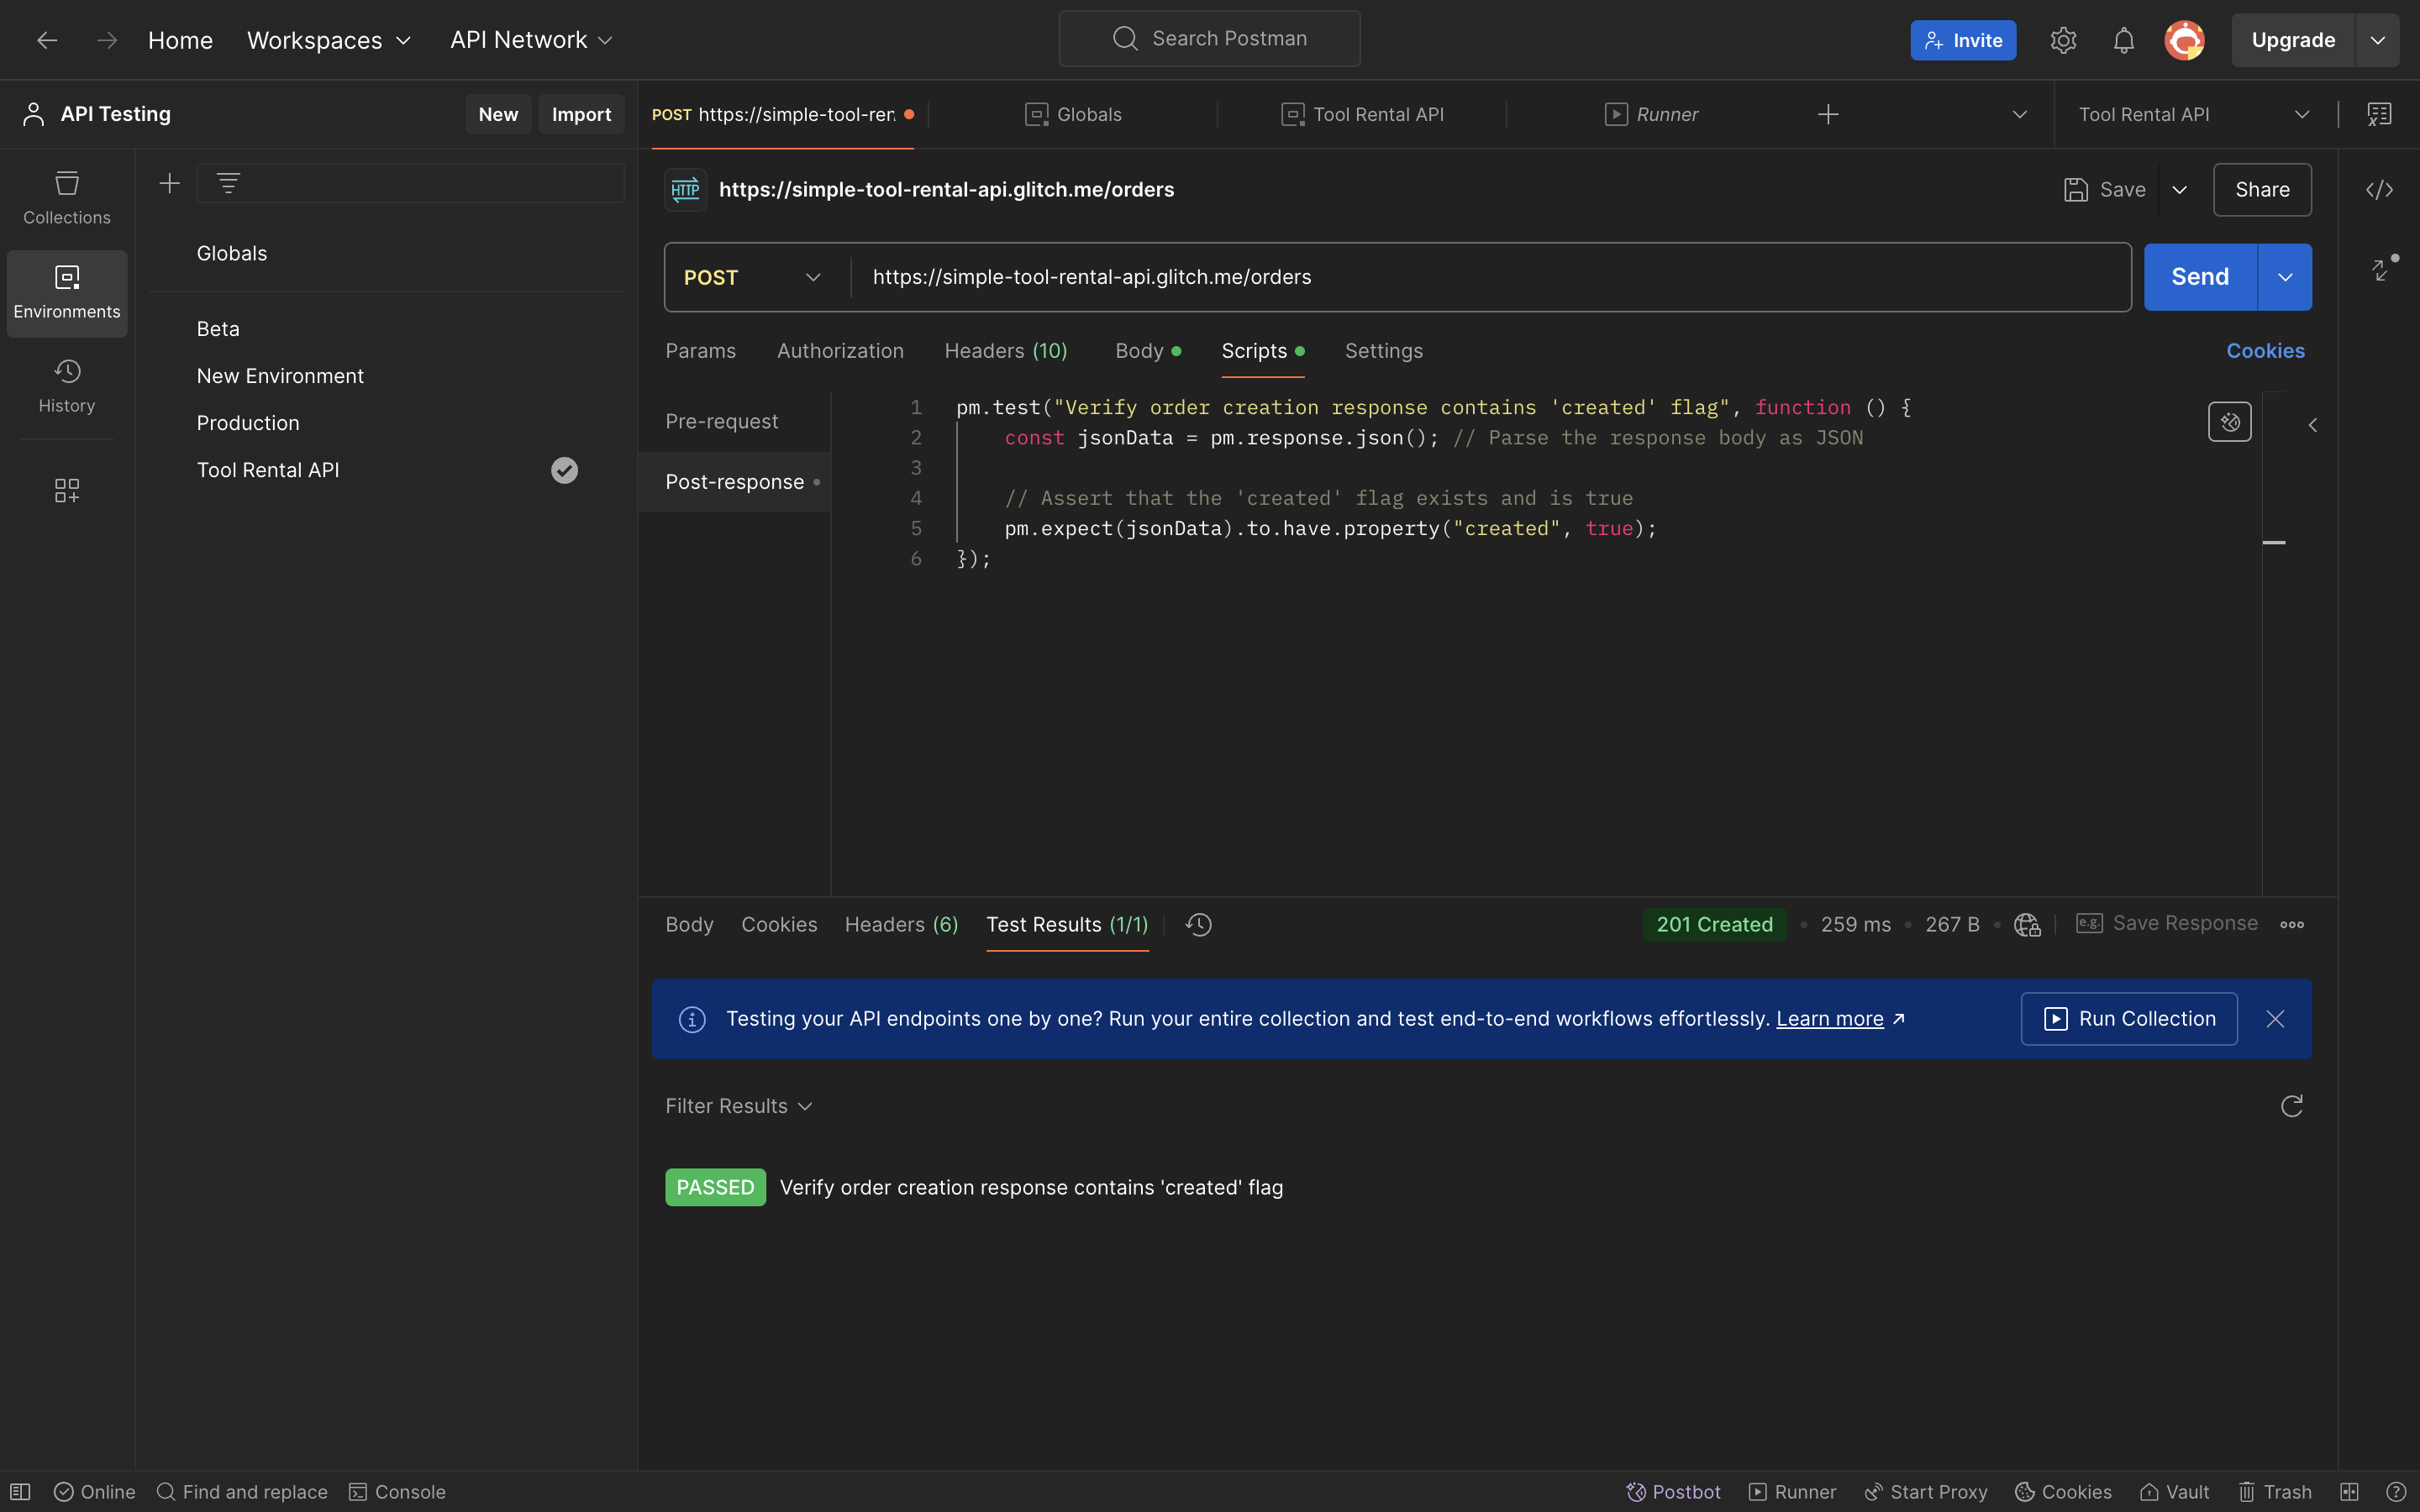 Home Workspaces API Network Search Postman Invite Upgrade
API Testing New Import POST https://simple-tool-ren Globals Tool Rental API Runner Tool Rental API
Collections
Environments
History
Globals
Beta
New Environment
Production
Tool Rental API
HTTP https://simple-tool-rental-api.glitch.me/orders Save Share
POST https://simple-tool-rental-api.glitch.me/orders Send
Params Authorization Headers (10) Body Scripts Settings Cookies
Pre-request
Post-response
1 pm.test("Verify order creation response contains 'created' flag", function () {
2 const jsonData = pm.response.json(); // Parse the response body as JSON
3
4 // Assert that the 'created' flag exists and is true
5 pm.expect(jsonData).to.have.property("created", true);
6 });
Body Cookies Headers (6) Test Results (1/1) 201 Created • 259 ms • 267 B • e.g. Save Response
Testing your API endpoints one by one? Run your entire collection and test end-to-end workflows effortlessly. Learn more Run Collection
Filter Results
PASSED Verify order creation response contains 'created' flag
Online Find and replace Console Postbot Runner Start Proxy Cookies Vault Trash